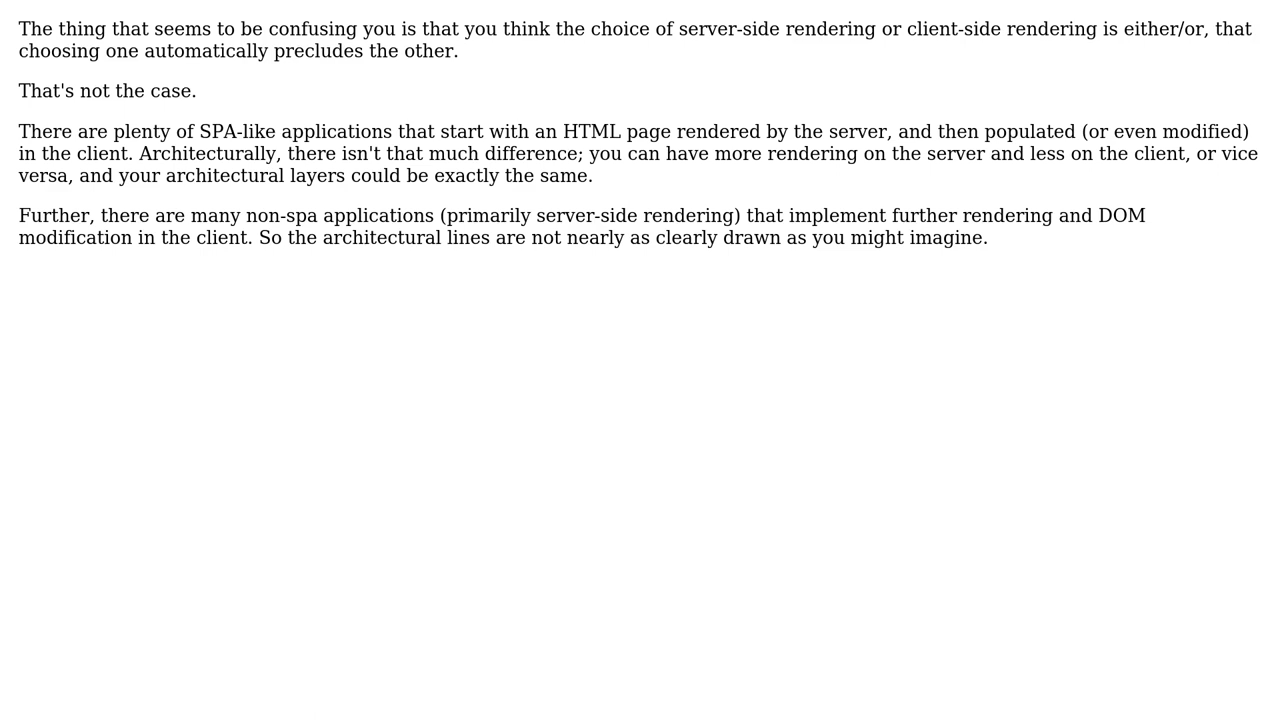 The thing that seems to be confusing you is that you think the choice of server-side rendering or client-side rendering is either/or, that
choosing one automatically precludes the other.
That's not the case.
There are plenty of SPA-like applications that start with an HTML page rendered by the server, and then populated (or even modified)
in the client. Architecturally, there isn't that much difference; you can have more rendering on the server and less on the client, or vice
versa, and your architectural layers could be exactly the same.
Further, there are many non-spa applications (primarily server-side rendering) that implement further rendering and DOM
modification in the client. So the architectural lines are not nearly as clearly drawn as you might imagine.